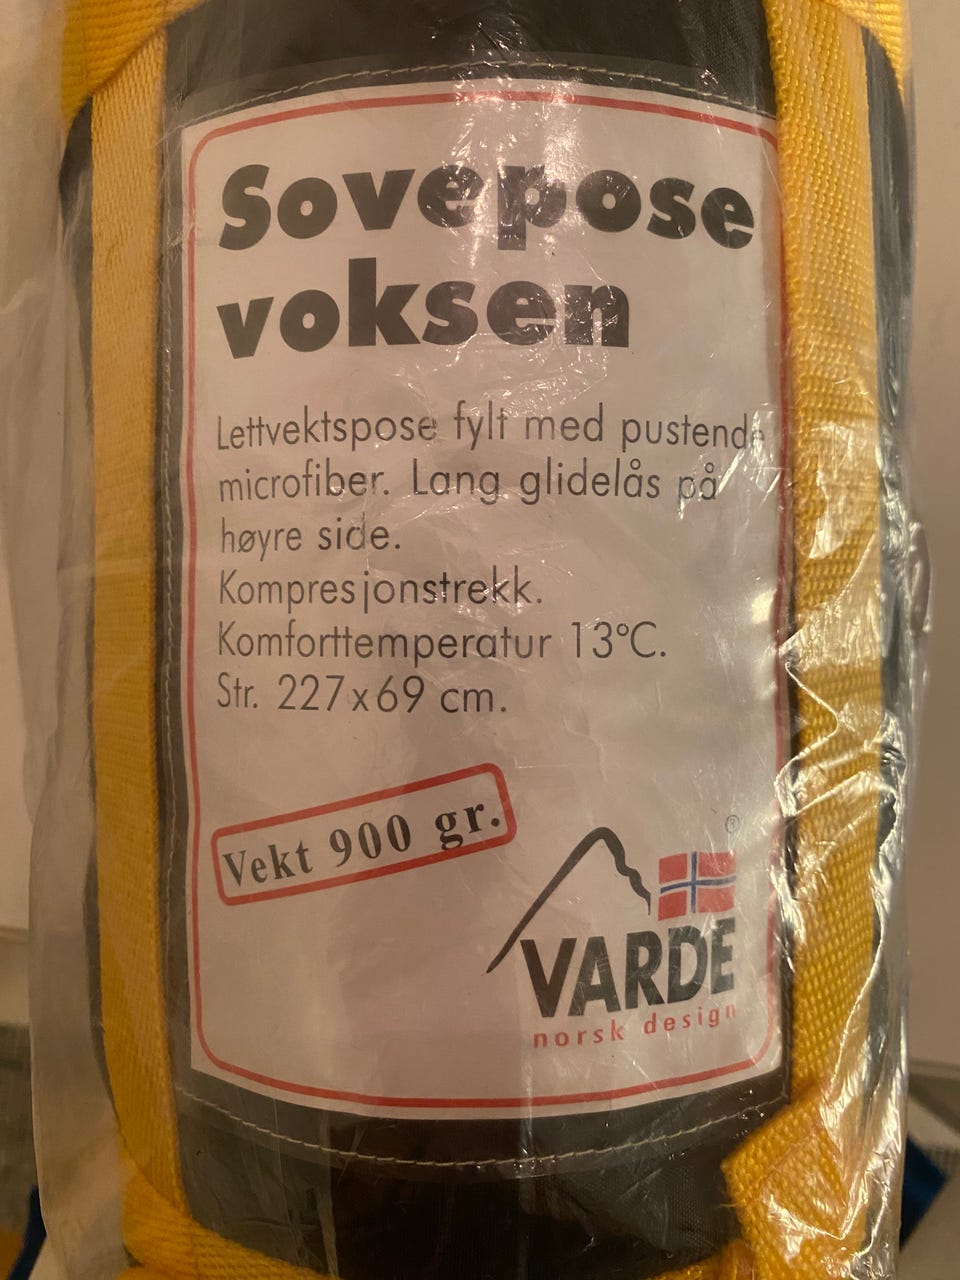 Sovepose
voksen
Lettvektspose fylt med pustende
microfiber. Lang glidelås på
høyre side.
Kompresjonstrekk.
Komforttemperatur 13°C.
Str. 227x69 cm.
Vekt 900 gr.
®
VARDE
norsk design